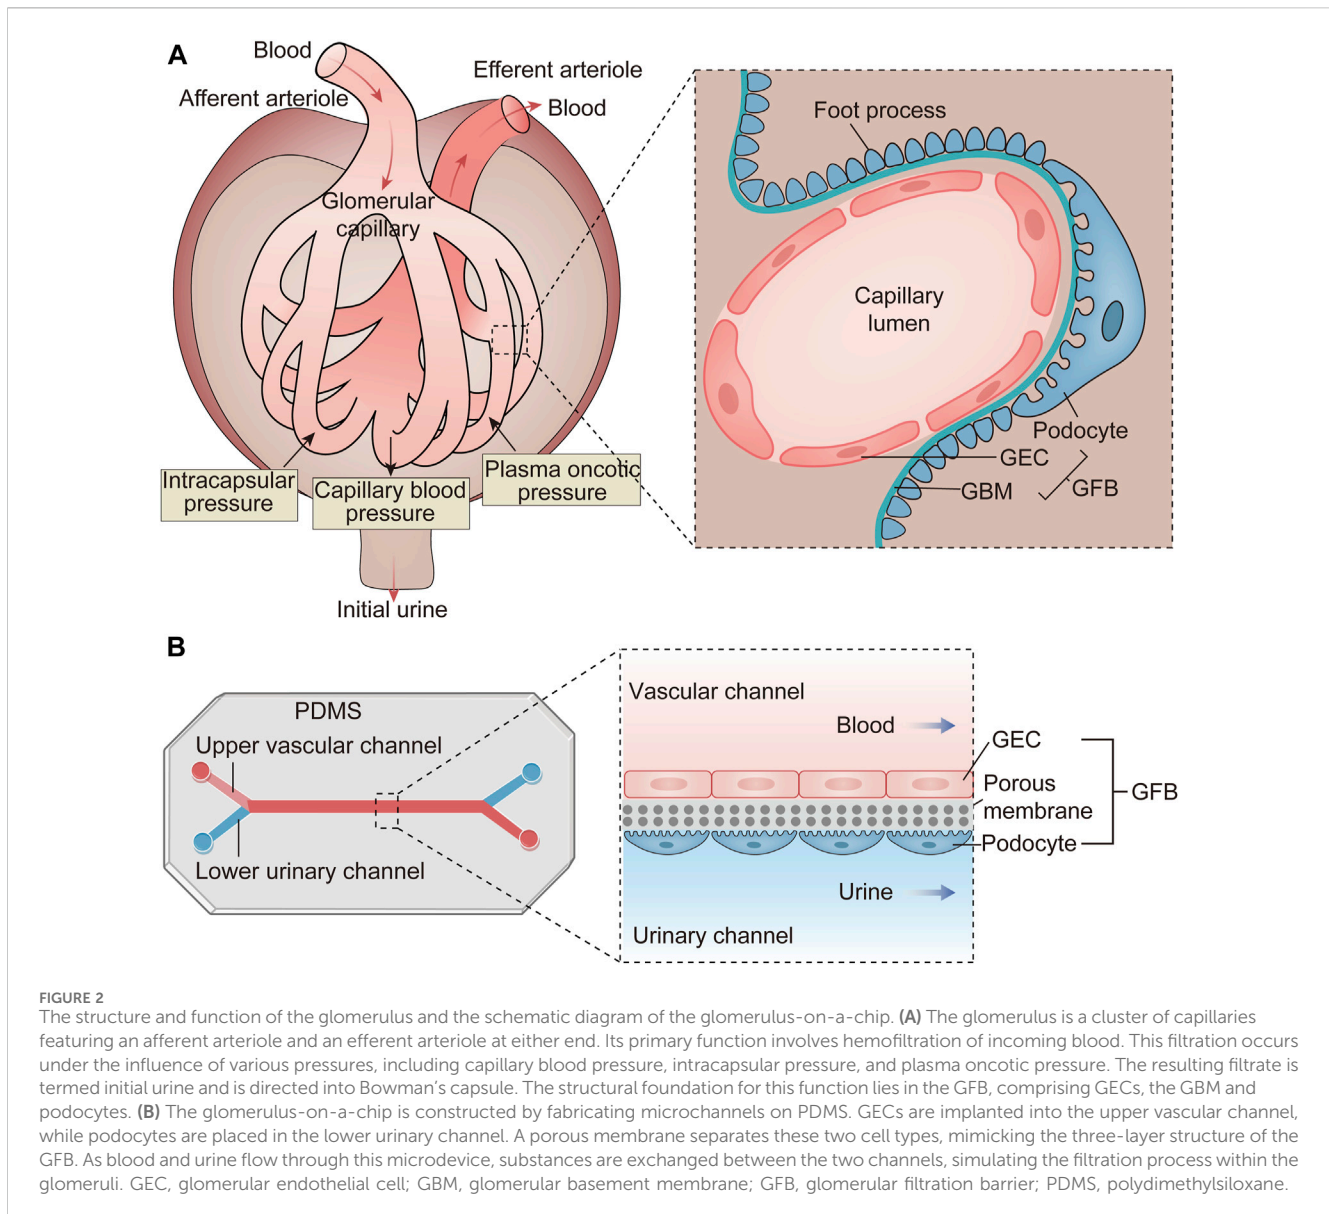 A
Blood
Afferent arteriole
Efferent arteriole
Blood
Glomerular
capillary
Intracapsular
pressure
Capillary blood
pressure
Plasma oncotic
pressure
Initial urine
Foot process
Capillary
lumen
Podocyte
GEC
GBM
GFB
B
PDMS
Upper vascular channel
Lower urinary channel
Vascular channel
Blood
GEC
Porous
membrane
Podocyte
GFB
Urine
Urinary channel
FIGURE 2
The structure and function of the glomerulus and the schematic diagram of the glomerulus-on-a-chip. (A) The glomerulus is a cluster of capillaries
featuring an afferent arteriole and an efferent arteriole at either end. Its primary function involves hemofiltration of incoming blood. This filtration occurs
under the influence of various pressures, including capillary blood pressure, intracapsular pressure, and plasma oncotic pressure. The resulting filtrate is
termed initial urine and is directed into Bowman's capsule. The structural foundation for this function lies in the GFB, comprising GECs, the GBM and
podocytes. (B) The glomerulus-on-a-chip is constructed by fabricating microchannels on PDMS. GECs are implanted into the upper vascular channel,
while podocytes are placed in the lower urinary channel. A porous membrane separates these two cell types, mimicking the three-layer structure of the
GFB. As blood and urine flow through this microdevice, substances are exchanged between the two channels, simulating the filtration process within the
glomeruli. GEC, glomerular endothelial cell; GBM, glomerular basement membrane; GFB, glomerular filtration barrier; PDMS, polydimethylsiloxane.